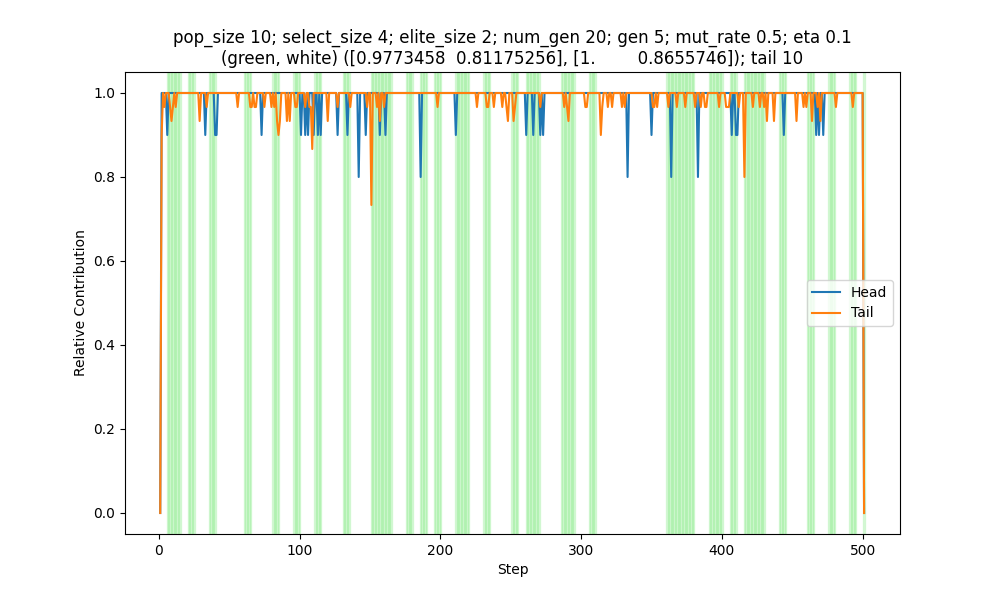 pop_size 10; select_size 4; elite_size 2; num_gen 20; gen 5; mut_rate 0.5; eta 0.1
(green, white) ([0.9773458  0.81175256], [1.         0.8655746]); tail 10
1.0
0.8
0.6
0.4
0.2
0.0
Relative Contribution
Head
Tail
0 100 200 300 400 500
Step